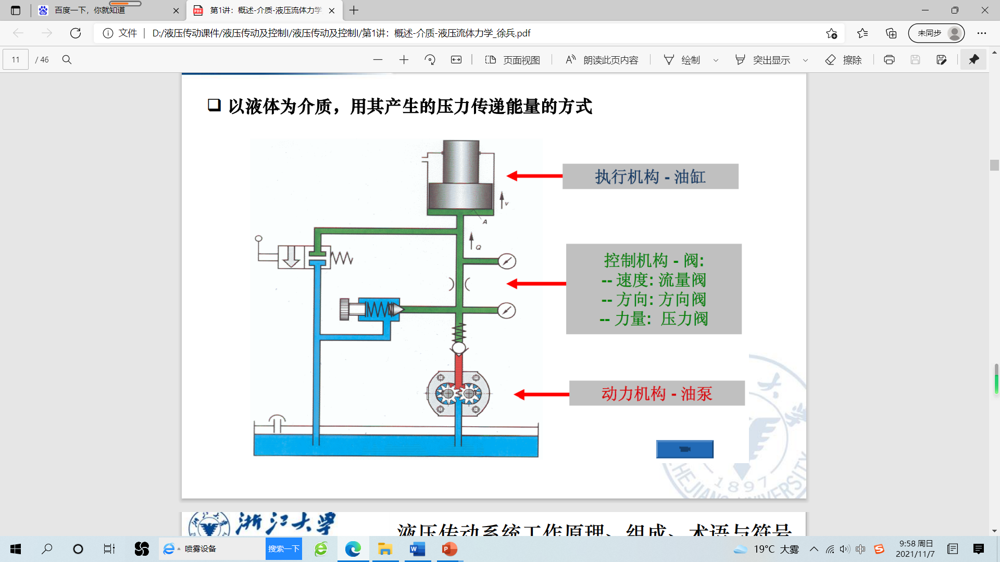 百度一下，你就知道
第1讲：概述-介质-液压流体力学
文件
D:/液压传动课件/液压传动及控制I/液压传动及控制I/第1讲：概述-介质-液压流体力学_徐兵.pdf
未同步
11 / 46
页面视图
朗读此页内容
绘制
突出显示
擦除
以液体为介质，用其产生的压力传递能量的方式
执行机构 - 油缸
v
A
Q
控制机构 - 阀:
-- 速度: 流量阀
-- 方向: 方向阀
-- 力量: 压力阀
动力机构 - 油泵
1897
浙江大学
液压传动系统工作原理、组成、术语与符号
喷雾设备
搜索一下
19°C 大雾
中
9:58 周日
2021/11/7